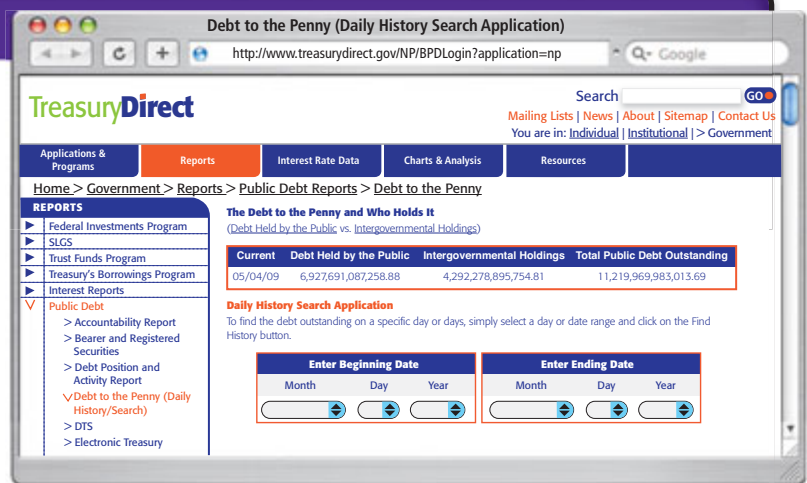 Debt to the Penny (Daily History Search Application)
http://www.treasurydirect.gov/NP/BPDLogin?application=np
Google
TreasuryDirect
Search
GO
Mailing Lists | News | About | Sitemap | Contact Us
You are in: Individual | Institutional | > Government
Applications & Programs
Reports
Interest Rate Data
Charts & Analysis
Resources
Home > Government > Reports > Public Debt Reports > Debt to the Penny
REPORTS
Federal Investments Program
SLGS
Trust Funds Program
Treasury's Borrowings Program
Interest Reports
Public Debt
> Accountability Report
> Bearer and Registered
Securities
> Debt Position and
Activity Report
Debt to the Penny (Daily
History/Search)
> DTS
> Electronic Treasury
The Debt to the Penny and Who Holds It
(Debt Held by the Public vs. Intergovernmental Holdings)
Current Debt Held by the Public Intergovernmental Holdings Total Public Debt Outstanding
05/04/09 6,927,691,087,258.88 4,292,278,895,754.81 11,219,969,983,013.69
Daily History Search Application
To find the debt outstanding on a specific day or days, simply select a day or date range and click on the Find
History button.
Enter Beginning Date
Month Day Year
Enter Ending Date
Month Day Year